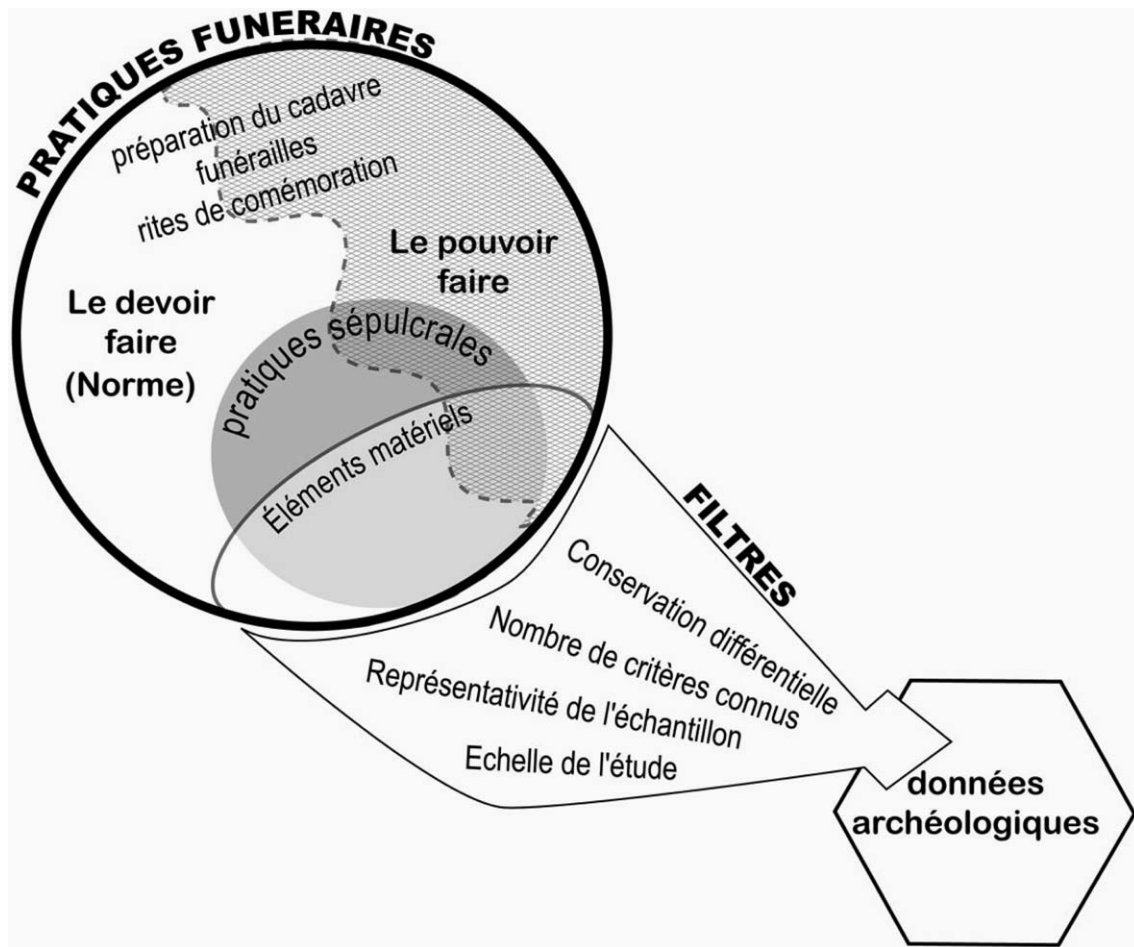 PRATIQUES FUNERAIRES
préparation du cadavre
funérailles
rites de comémoration
Le pouvoir
faire
Le devoir
faire
(Norme)
pratiques sépulcrales
Éléments matériels
FILTRES
Conservation différentielle
Nombre de critères connus
Représentativité de l'échantillon
Echelle de l'étude
données
archéologiques